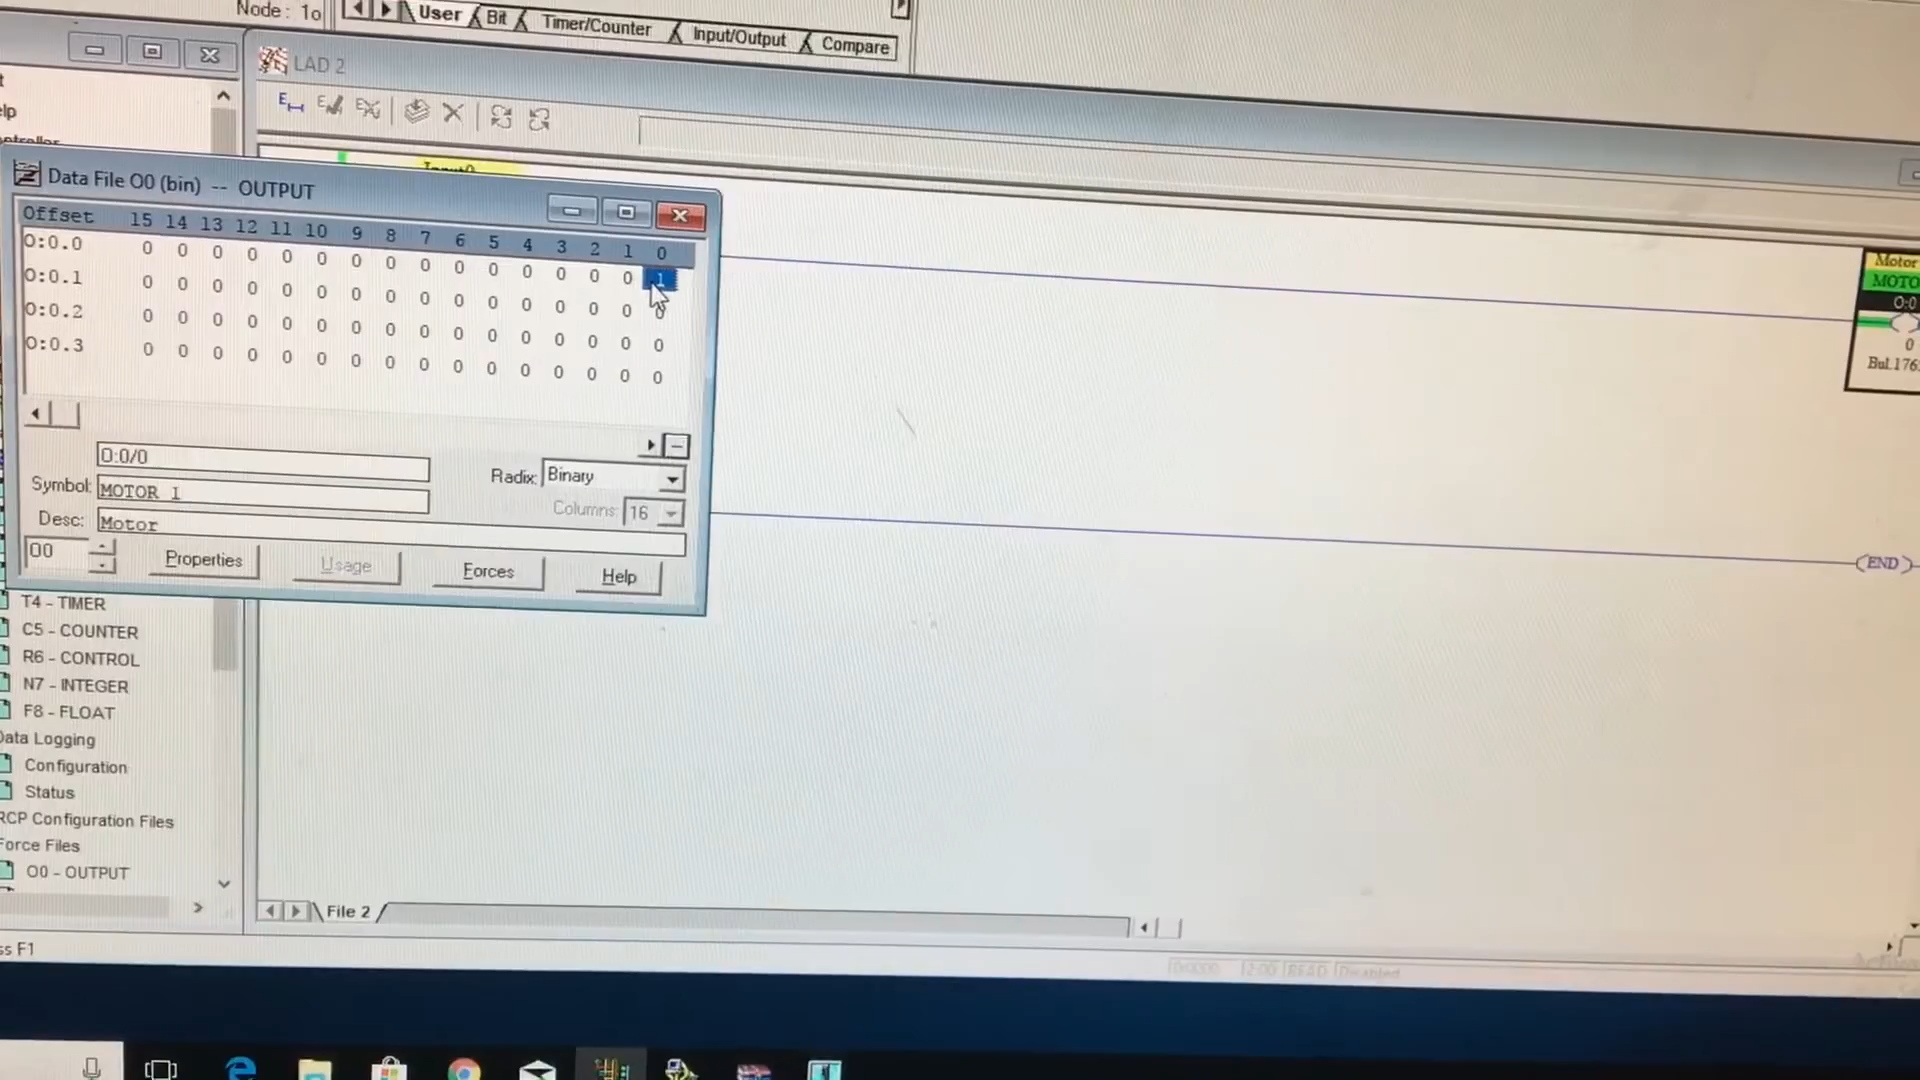 Node: 1o
User Bit Timer/Counter Input/Output Compare
LAD 2
Data File O0 (bin) -- OUTPUT
Offset 15 14 13 12 11 10 9 8 7 6 5 4 3 2 1 0
O:0.0 0 0 0 0 0 0 0 0 0 0 0 0 0 0 0 1
O:0.1 0 0 0 0 0 0 0 0 0 0 0 0 0 0 0 0
O:0.2 0 0 0 0 0 0 0 0 0 0 0 0 0 0 0 0
O:0.3 0 0 0 0 0 0 0 0 0 0 0 0 0 0 0 0
O:0/0
Radix: Binary
Symbol: MOTOR 1
Columns: 16
Desc: Motor
O0 Properties Usage Forces Help
Motor
MOTO
O:0
0
Bul.176
END
T4 - TIMER
C5 - COUNTER
R6 - CONTROL
N7 - INTEGER
F8 - FLOAT
Data Logging
Configuration
Status
RCP Configuration Files
Force Files
O0 - OUTPUT
File 2
ss F1
2:00 READ Disabled